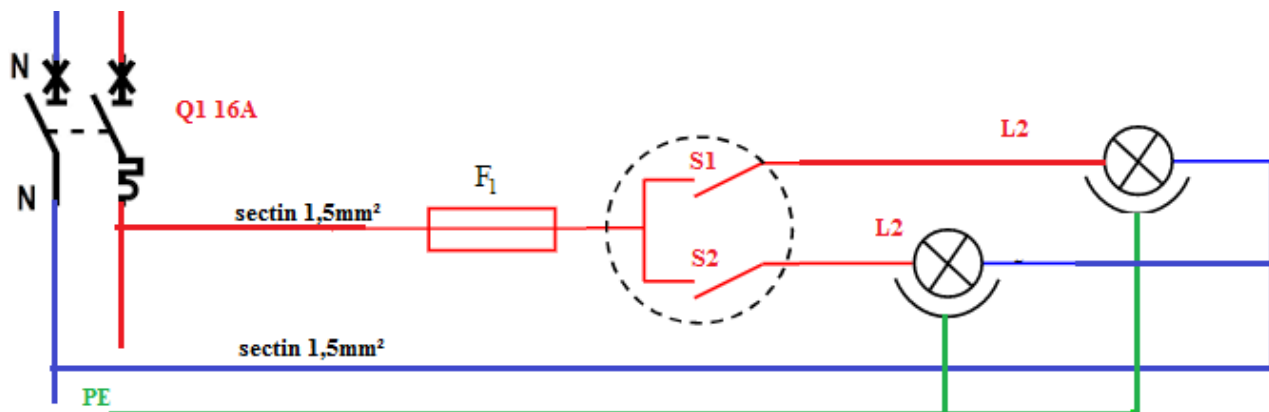 N
Q1 16A
N
sectin 1,5mm²
F1
S1
L2
S2
L2
sectin 1,5mm²
PE